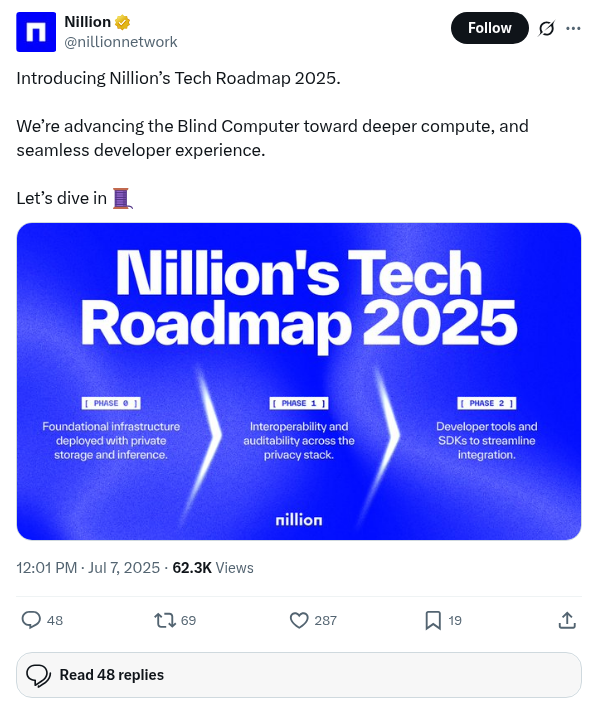 Nillion
@nillionnetwork
Follow
Introducing Nillion’s Tech Roadmap 2025.
We’re advancing the Blind Computer toward deeper compute, and
seamless developer experience.
Let’s dive in 🧵
Nillion's Tech
Roadmap 2025
[ PHASE 0 ]
Foundational infrastructure
deployed with private
storage and inference.
[ PHASE 1 ]
Interoperability and
auditability across the
privacy stack.
[ PHASE 2 ]
Developer tools and
SDKs to streamline
integration.
nillion
12:01 PM · Jul 7, 2025 · 62.3K Views
48
69
287
19
Read 48 replies